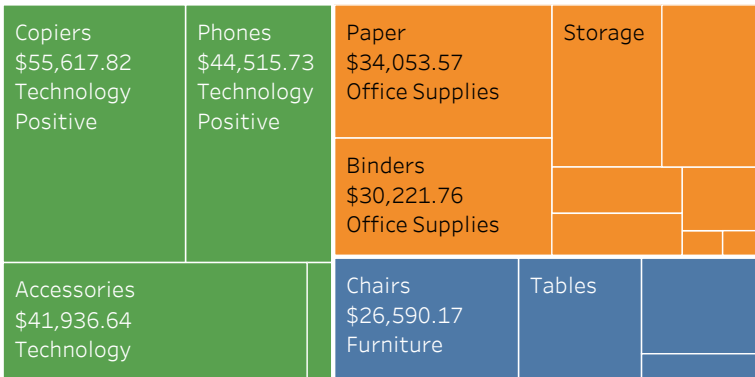 Copiers
$55,617.82
Technology
Positive
Phones
$44,515.73
Technology
Positive
Accessories
$41,936.64
Technology
Paper
$34,053.57
Office Supplies
Storage
Binders
$30,221.76
Office Supplies
Chairs
$26,590.17
Furniture
Tables